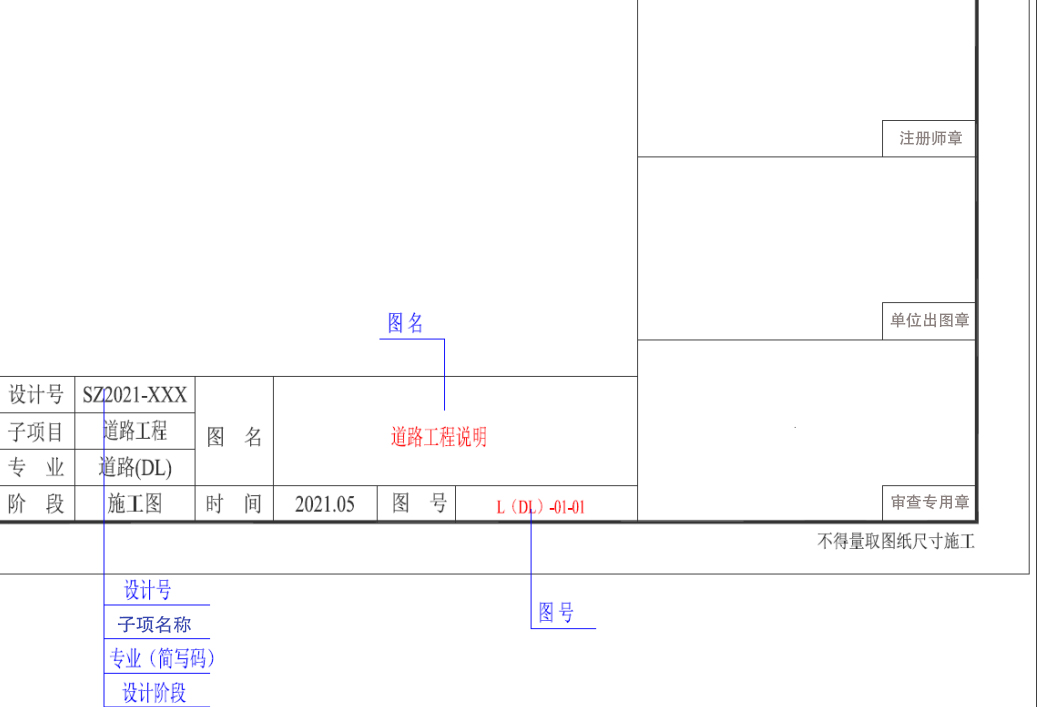 注册师章
单位出图章
图名
设计号 SZ2021-XXX
子项目 道路工程
图 名 道路工程说明
专 业 道路(DL)
阶 段 施工图 时 间 2021.05 图 号 L（DL）-01-01
审查专用章
不得量取图纸尺寸施工
设计号
图号
子项名称
专业（简写码）
设计阶段